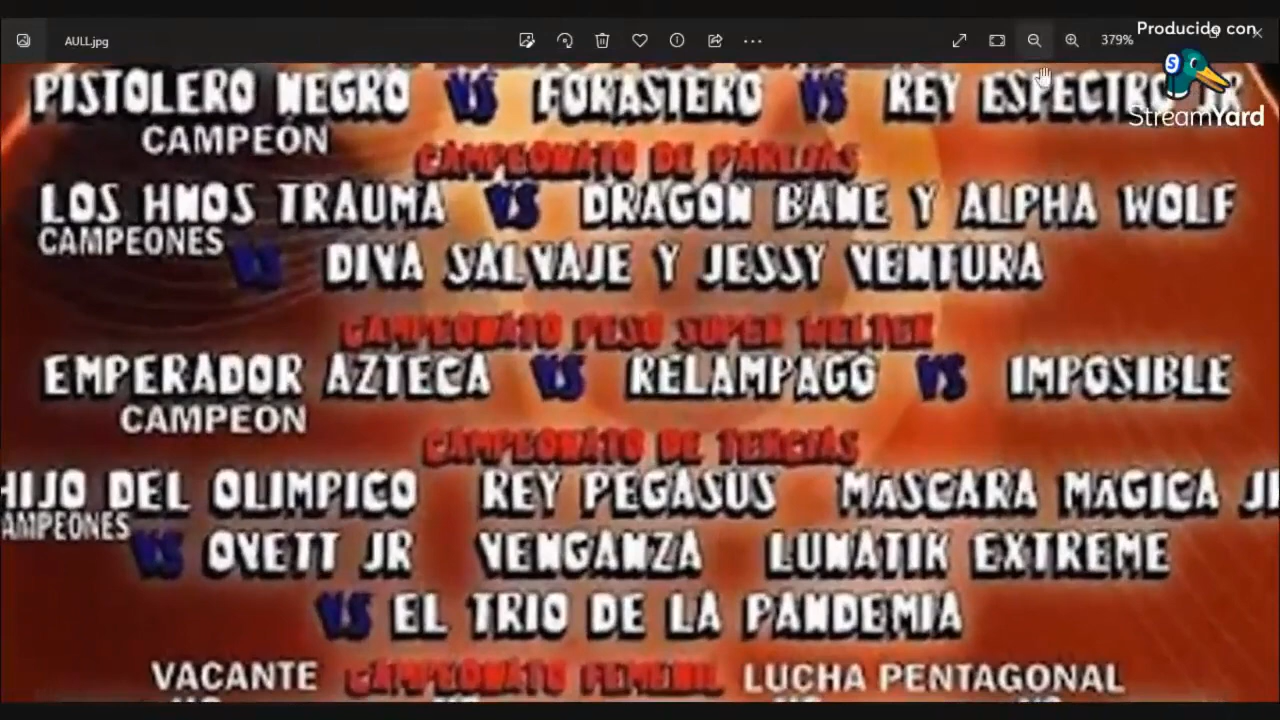 AULL.jpg
379%
Producido con
StreamYard
PISTOLERO NEGRO VS FORASTERO VS REY ESPECTRO JR
CAMPEÓN
CAMPEONATO DE PAREJAS
LOS HNOS TRAUMA VS DRAGON BANE Y ALPHA WOLF
CAMPEONES
VS DIVA SALVAJE Y JESSY VENTURA
CAMPEONATO PESO SUPER WELTER
EMPERADOR AZTECA VS RELAMPAGO VS IMPOSIBLE
CAMPEÓN
CAMPEONATO DE TERCIAS
HIJO DEL OLIMPICO REY PEGASUS MASCARA MAGICA JR
AMPEONES
VS OVETT JR VENGANZA LUNATIK EXTREME
VS EL TRIO DE LA PANDEMIA
VACANTE CAMPEONATO FEMENIL LUCHA PENTAGONAL